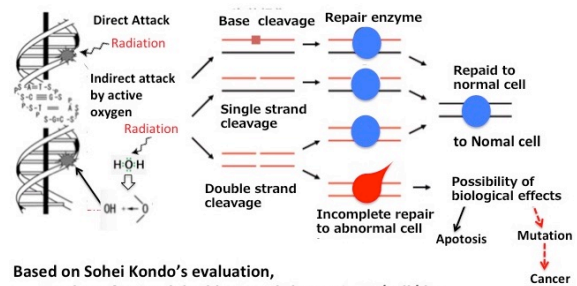 Direct Attack
Radiation
Indirect attack
by active
oxygen
Radiation
H O H
OH
Base cleavage
Single strand
cleavage
Double strand
cleavage
Repair enzyme
Incomplete repair
to abnormal cell
Repaid to
normal cell
to Nomal cell
Possibility of
biological effects
Apotosis
Mutation
Cancer
Based on Sohei Kondo’s evaluation,